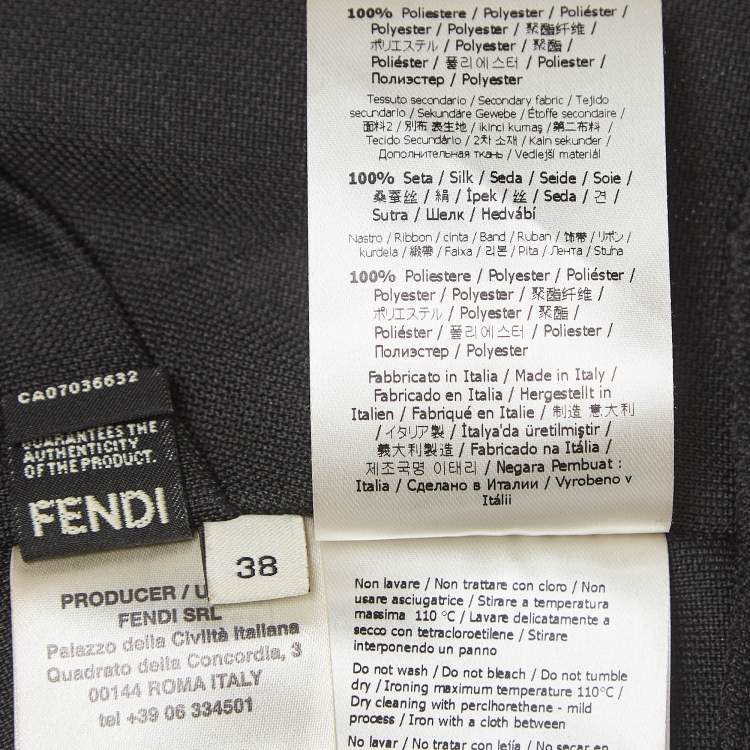 100% Poliestere / Polyester / Poliéster /
Polyester / Polyester / 聚酯纤维 /
ポリエステル / Polyester / 聚酯 /
Poliéster / 폴리에스터 / Poliester /
Полиэстер / Polyester
Tessuto secondario / Secondary fabric / Tejido
secundario / Sekundäre Gewebe / Étoffe secondaire /
面料2 / 別布 表生地 / ikinci kumaş / 第二布料 /
Tecido Secundário / 2차 소재 / Kain sekunder /
Дополнительная ткань / Vedlejší materiál
100% Seta / Silk / Seda / Seide / Soie /
桑蚕丝 / 絹 / İpek / 丝 / Seda / 견 /
Sutra / Шелк / Hedvábí
Nastro / Ribbon / cinta / Band / Ruban / 饰带 / リボン /
kurdela / 緞帶 / Faixa / 리본 / Pita / Лента / Stuha
100% Poliestere / Polyester / Poliéster /
Polyester / Polyester / 聚酯纤维 /
ポリエステル / Polyester / 聚酯 /
Poliéster / 폴리에스터 / Poliester /
Полиэстер / Polyester
Fabbricato in Italia / Made in Italy /
Fabricado en Italia / Hergestellt in
Italien / Fabriqué en Italie / 制造 意大利
/ イタリア製 / İtalya'da üretilmiştir /
義大利製造 / Fabricado na Itália /
제조국명 이태리 / Negara Pembuat :
Italia / Сделано в Италии / Vyrobeno v
Itálii
CA07036632
GUARANTEES THE
AUTHENTICITY
OF THE PRODUCT.
FENDI
38
PRODUCER / U
FENDI SRL
Palazzo della Civiltà Italiana
Quadrato della Concordia, 3
00144 ROMA ITALY
tel +39 06 334501
Non lavare / Non trattare con cloro / Non
usare asciugatrice / Stirare a temperatura
massima 110 °C / Lavare delicatamente a
secco con tetracloroetilene / Stirare
interponendo un panno
Do not wash / Do not bleach / Do not tumble
dry / Ironing maximum temperature 110°C /
Dry cleaning with perclhorethene - mild
process / Iron with a cloth between
No lavar / No tratar con lejía / No secar en